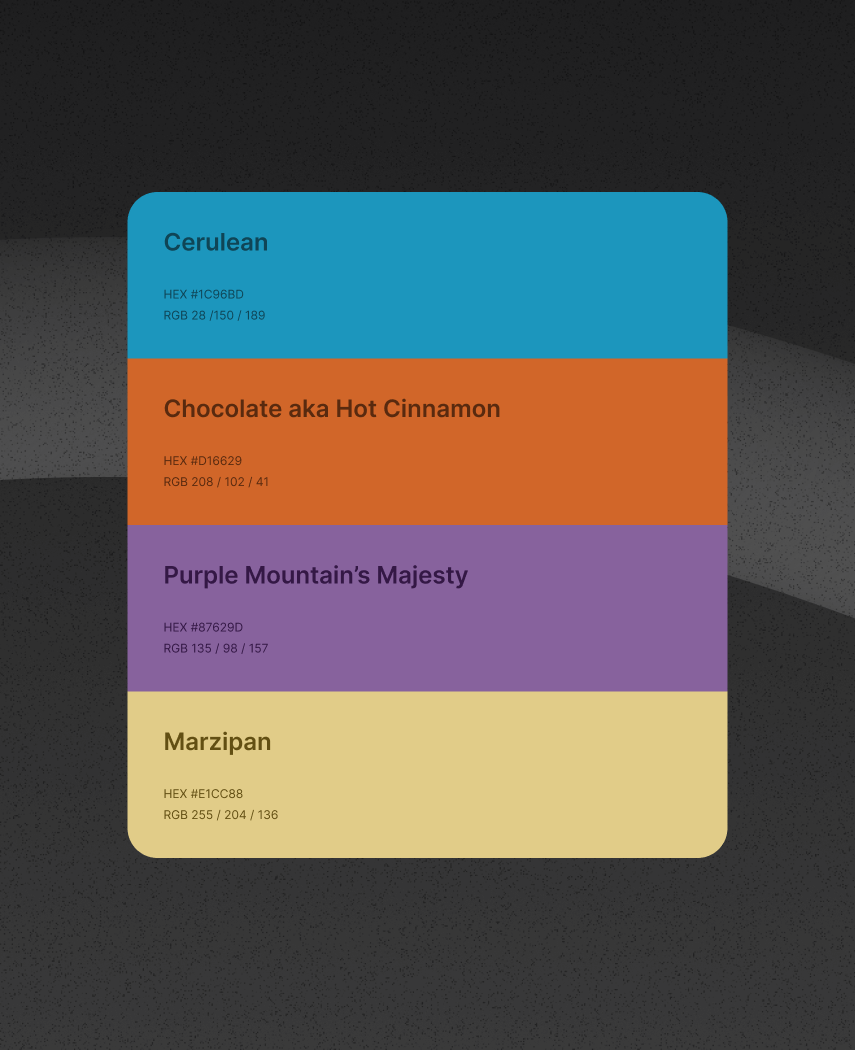 Cerulean
HEX #1C96BD
RGB 28 /150 / 189
Chocolate aka Hot Cinnamon
HEX #D16629
RGB 208 / 102 / 41
Purple Mountain’s Majesty
HEX #87629D
RGB 135 / 98 / 157
Marzipan
HEX #E1CC88
RGB 255 / 204 / 136